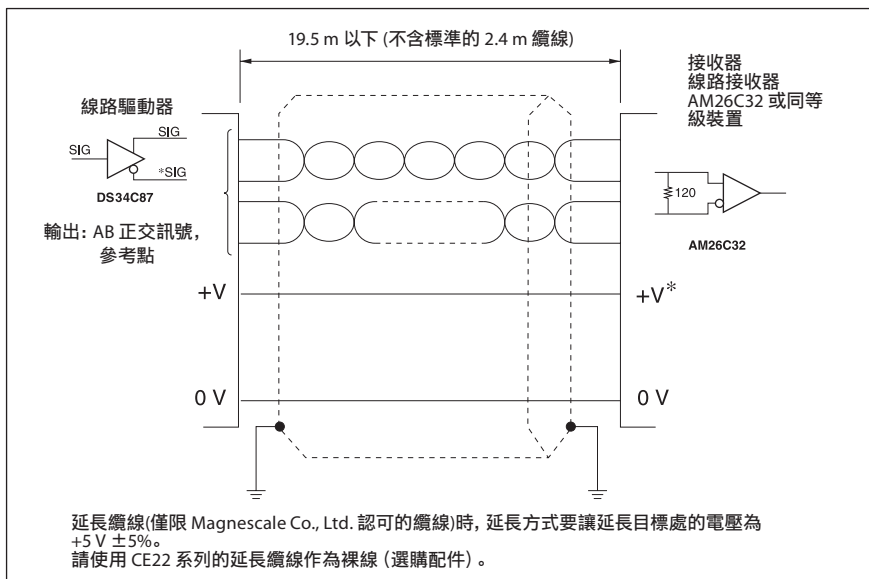 19.5 m 以下 (不含標準的 2.4 m 纜線)
接收器
線路接收器
AM26C32 或同等
級裝置
線路驅動器
SIG
SIG
*SIG
DS34C87
120
AM26C32
輸出: AB 正交訊號，
參考點
+V
+V*
0 V
0 V
延長纜線(僅限 Magnescale Co., Ltd. 認可的纜線)時, 延長方式要讓延長目標處的電壓為
+5 V ±5%。
請使用 CE22 系列的延長纜線作為裸線 (選購配件) 。